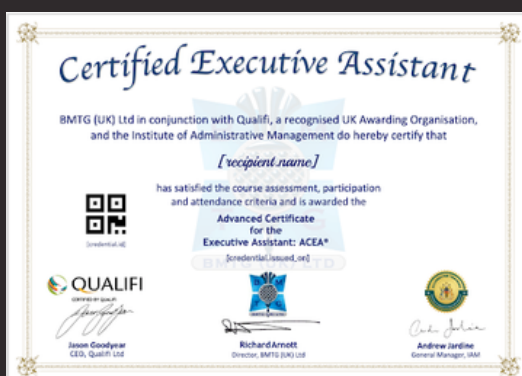 Certified Executive Assistant
BMTG (UK) Ltd in conjunction with Qualifi, a recognised UK Awarding Organisation,
and the Institute of Administrative Management do hereby certify that
[recipient.name]
has satisfied the course assessment, participation
and attendance criteria and is awarded the
Advanced Certificate
for the
Executive Assistant: ACEA®
[credential.id]
[credential.issued_on]
BMTG (UK) LTD
QUALIFI
Jason Goodyear
CEO, Qualifi Ltd
Richard Arnott
Director, BMTG (UK) Ltd
Andrew Jardine
General Manager, IAM